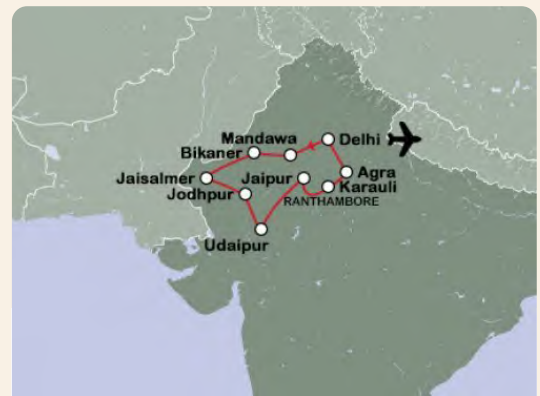 Mandawa
Delhi
Bikaner
Jaisalmer
Jaipur
Agra
Karauli
Jodhpur
RANTHAMBORE
Udaipur